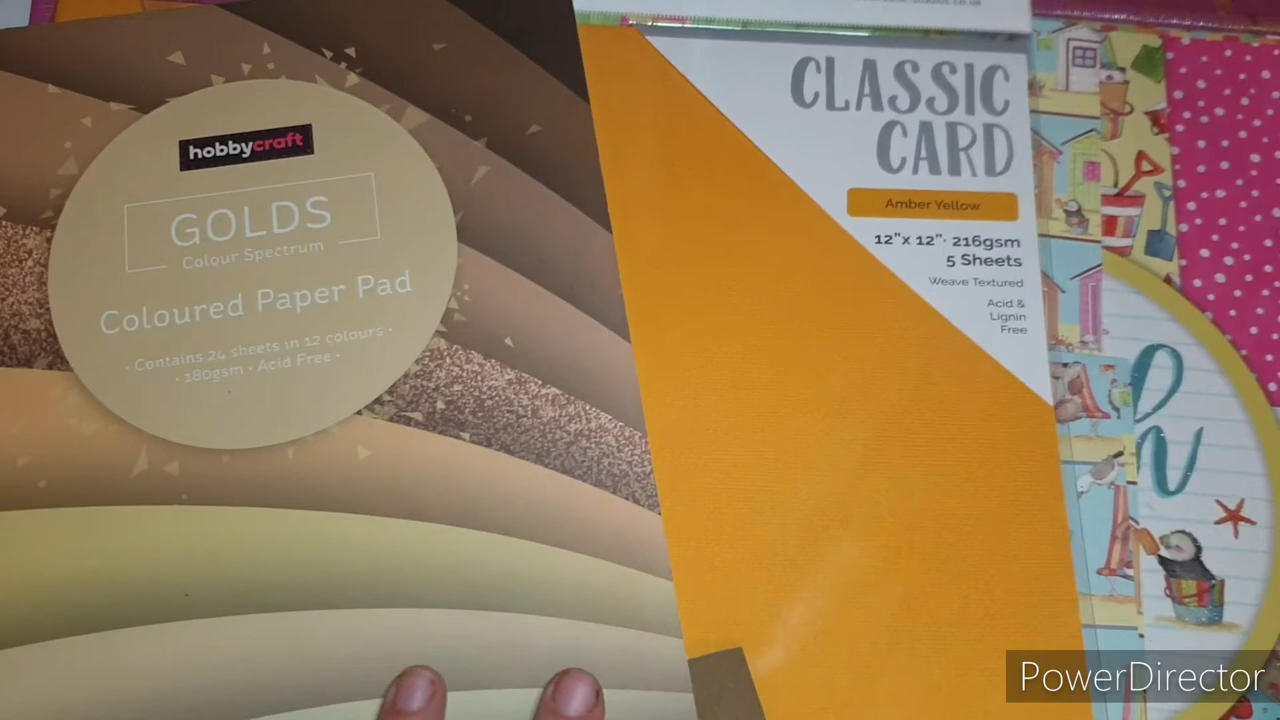 hobbycraft
GOLDS
Colour Spectrum
Coloured Paper Pad
· Contains 24 sheets in 12 colours ·
· 180gsm · Acid Free ·
CLASSIC
CARD
Amber Yellow
12"x 12"· 216gsm
5 Sheets
Weave Textured
Acid &
Lignin
Free
PowerDirector